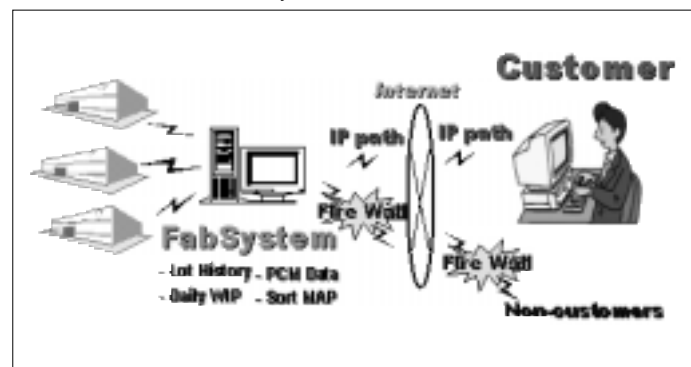 Customer
Internet
IP path
IP path
Fire Wall
FabSystem
- Lot History - PCM Data
- Daily WIP - Sort MAP
Fire Wall
Non-customers